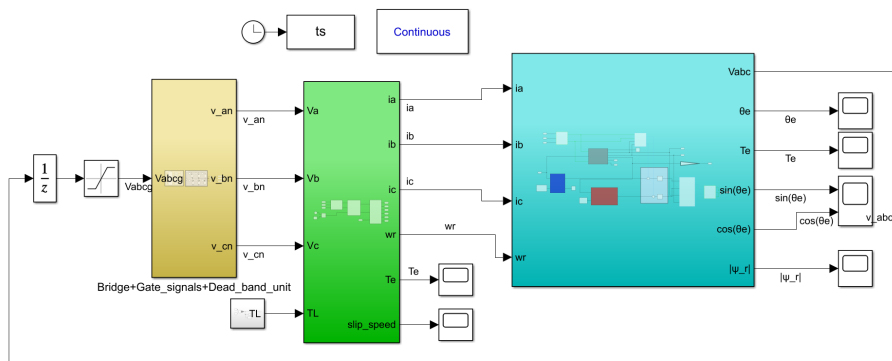 ts
Continuous
1
z
Vabcg
Vabcg
v_an
v_bn
v_cn
v_an
v_bn
v_cn
Bridge+Gate_signals+Dead_band_unit
TL
Va
Vb
Vc
TL
ia
ib
ic
wr
Te
slip_speed
ia
ib
ic
wr
Te
ia
ib
ic
wr
Vabc
θe
Te
sin(θe)
cos(θe)
|ψ_r|
θe
Te
sin(θe)
cos(θe)
v_abc
|ψ_r|